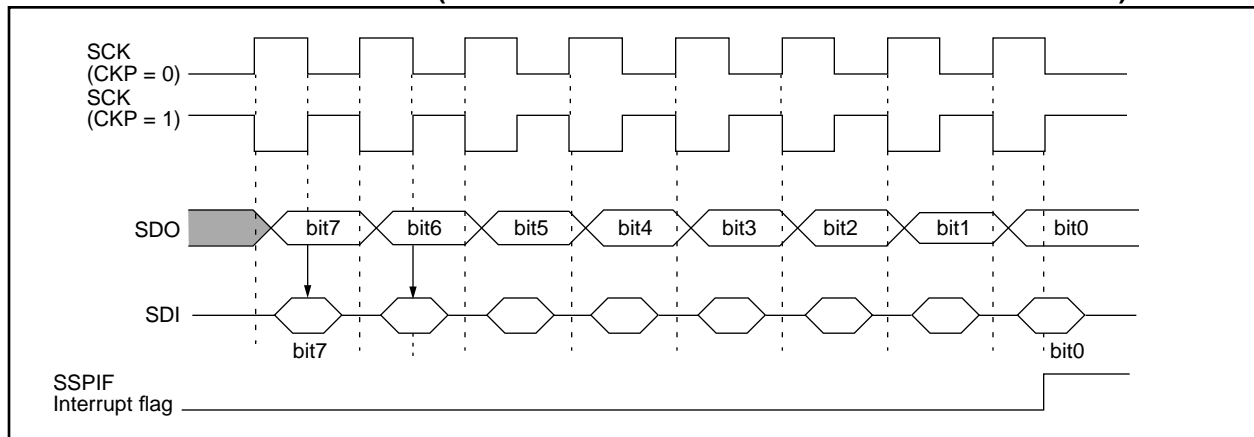 SCK
(CKP = 0)
SCK
(CKP = 1)
SDO
bit7 bit6 bit5 bit4 bit3 bit2 bit1 bit0
SDI
bit7 bit0
SSPIF
Interrupt flag